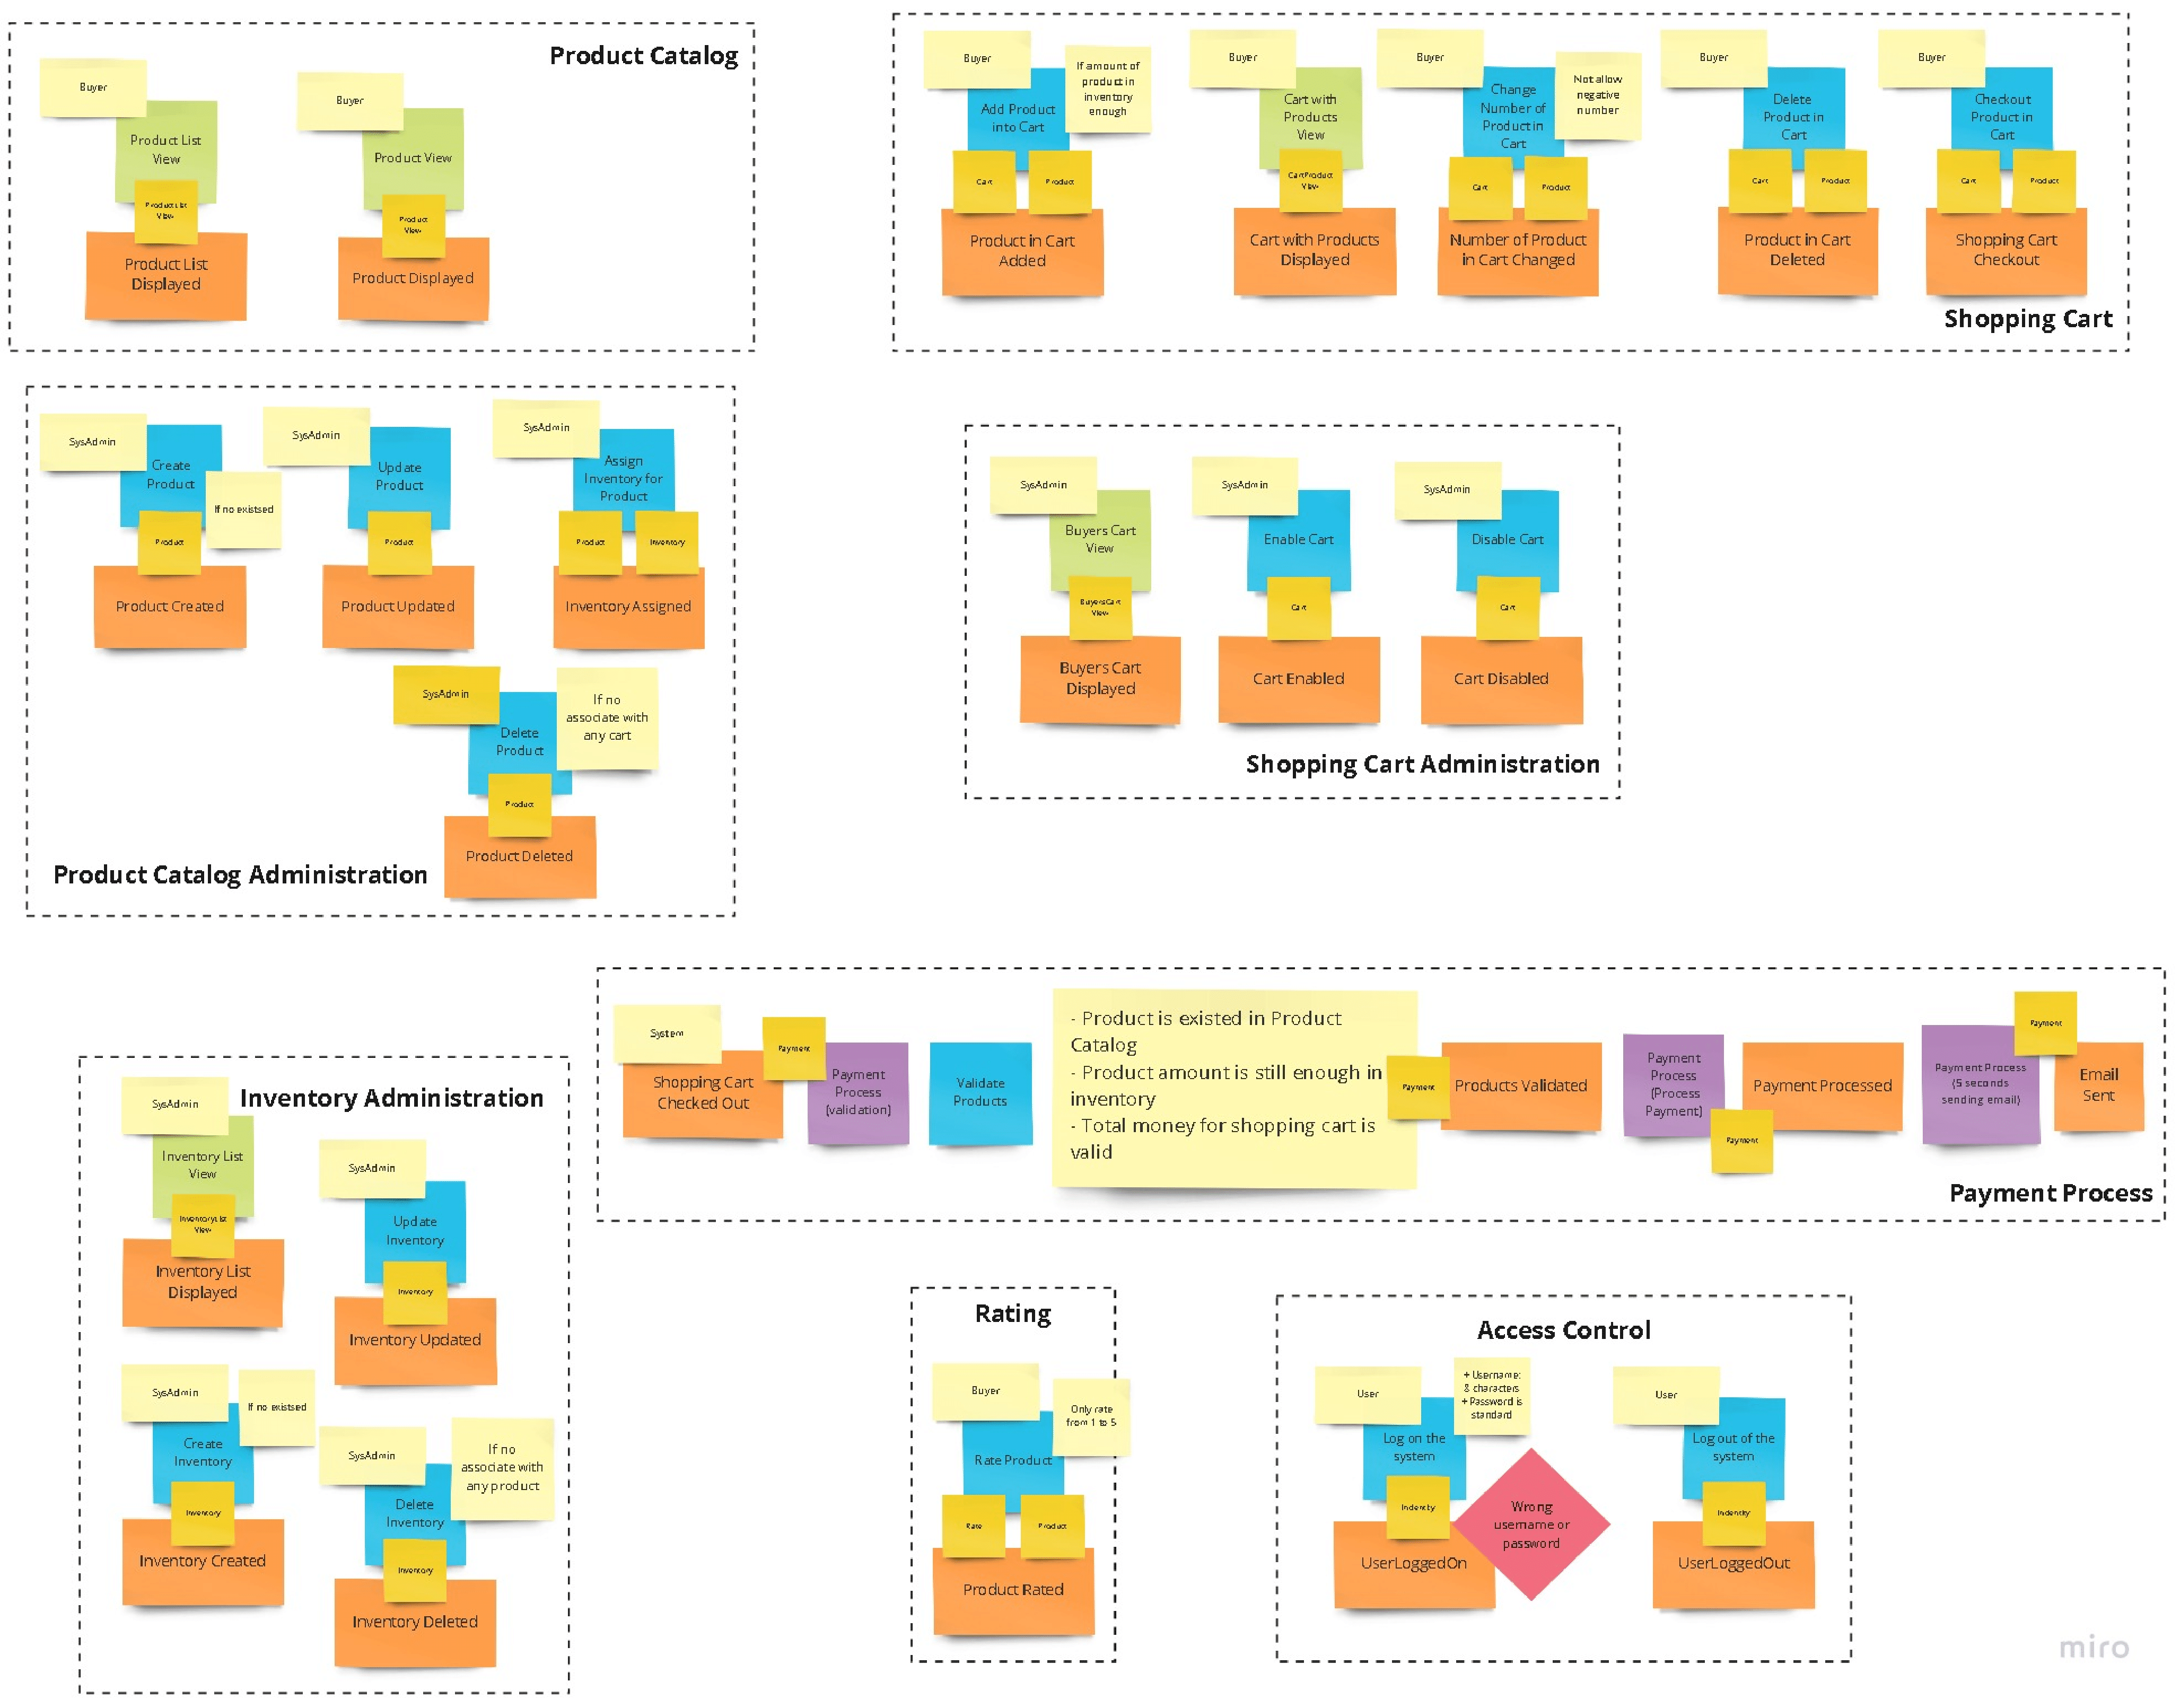 Product Catalog
Buyer
Product List
View
ProductList
View
Product List
Displayed
Buyer
Product View
Product
View
Product Displayed
Buyer
Add Product
into Cart
If amount of
product in
inventory
enough
Cart
Product
Product in Cart
Added
Buyer
Cart with
Products
View
CartProduct
View
Cart with Products
Displayed
Buyer
Change
Number of
Product in
Cart
Not allow
negative
number
Cart
Product
Number of Product
in Cart Changed
Buyer
Delete
Product in
Cart
Cart
Product
Product in Cart
Deleted
Buyer
Checkout
Product in
Cart
Cart
Product
Shopping Cart
Checkout
Shopping Cart
SysAdmin
Create
Product
If no existsed
Product
Product Created
SysAdmin
Update
Product
Product
Product Updated
SysAdmin
Assign
Inventory for
Product
Product
Inventory
Inventory Assigned
SysAdmin
Delete
Product
If no
associate with
any cart
Product
Product Deleted
Product Catalog Administration
SysAdmin
Buyers Cart
View
BuyersCart
View
Buyers Cart
Displayed
SysAdmin
Enable Cart
Cart
Cart Enabled
SysAdmin
Disable Cart
Cart
Cart Disabled
Shopping Cart Administration
System
Shopping Cart
Checked Out
Payment
Payment
Process
(validation)
Validate
Products
- Product is existed in Product
Catalog
- Product amount is still enough in
inventory
- Total money for shopping cart is
valid
Payment
Products Validated
Payment
Process
(Process
Payment)
Payment
Payment Processed
Payment Process
(5 seconds
sending email)
Payment
Email
Sent
Payment Process
Inventory Administration
SysAdmin
Inventory List
View
InventoryList
View
Inventory List
Displayed
SysAdmin
Update
Inventory
Inventory
Inventory Updated
SysAdmin
Create
Inventory
If no existsed
Inventory
Inventory Created
SysAdmin
Delete
Inventory
If no
associate with
any product
Inventory
Inventory Deleted
Rating
Buyer
Rate Product
Only rate
from 1 to 5
Rate
Product
Product Rated
Access Control
User
Log on the
system
+ Username:
8 characters
+ Password is
standard
Indentity
UserLoggedOn
Wrong
username or
password
User
Log out of the
system
Indentity
UserLoggedOut
miro